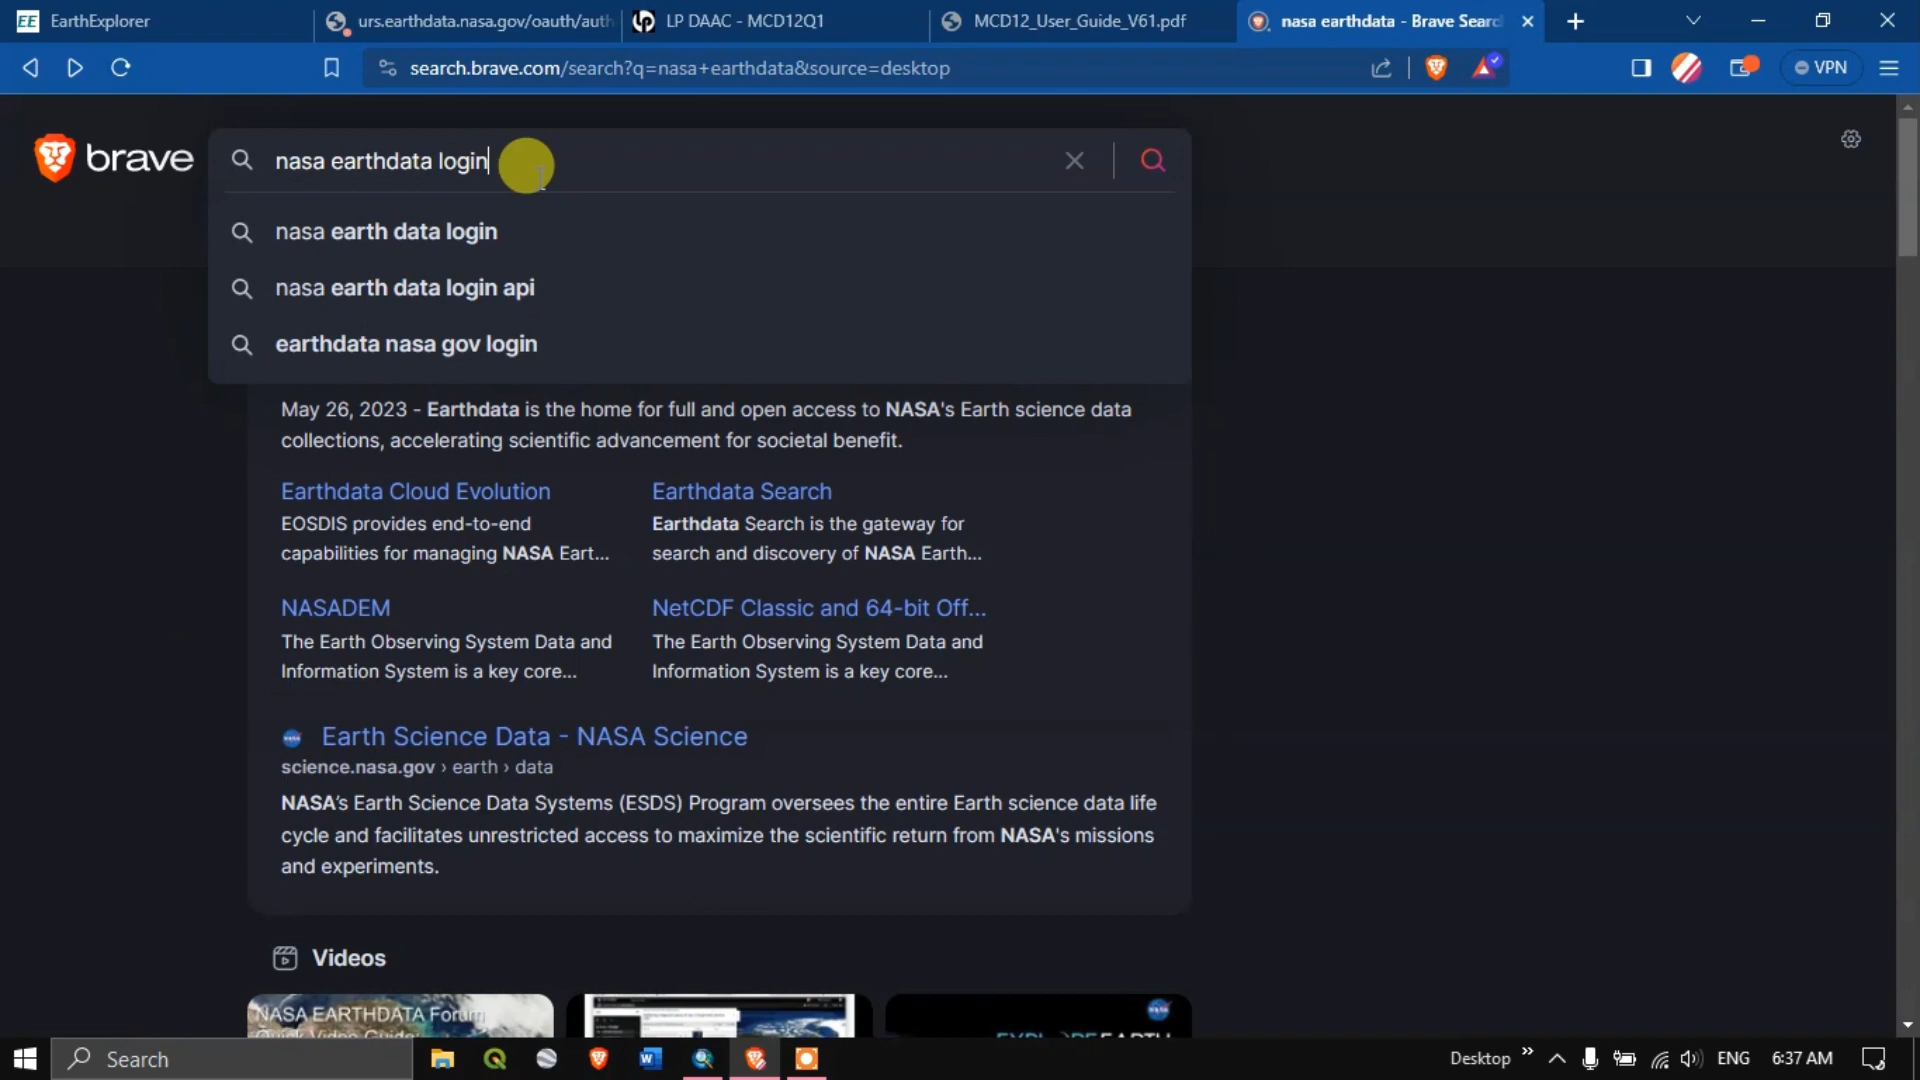 EE EarthExplorer
urs.earthdata.nasa.gov/oauth/auth
LP DAAC - MCD12Q1
MCD12_User_Guide_V61.pdf
nasa earthdata - Brave Searc
search.brave.com/search?q=nasa+earthdata&source=desktop
VPN
brave
nasa earthdata login
nasa earth data login
nasa earth data login api
earthdata nasa gov login
May 26, 2023 - Earthdata is the home for full and open access to NASA's Earth science data
collections, accelerating scientific advancement for societal benefit.
Earthdata Cloud Evolution
EOSDIS provides end-to-end
capabilities for managing NASA Eart...
Earthdata Search
Earthdata Search is the gateway for
search and discovery of NASA Earth...
NASADEM
The Earth Observing System Data and
Information System is a key core...
NetCDF Classic and 64-bit Off...
The Earth Observing System Data and
Information System is a key core...
Earth Science Data - NASA Science
science.nasa.gov › earth › data
NASA's Earth Science Data Systems (ESDS) Program oversees the entire Earth science data life
cycle and facilitates unrestricted access to maximize the scientific return from NASA's missions
and experiments.
Videos
NASA EARTHDATA Forum
Quick Video Guide:
EXPLORE EARTH
Search
Desktop
ENG
6:37 AM